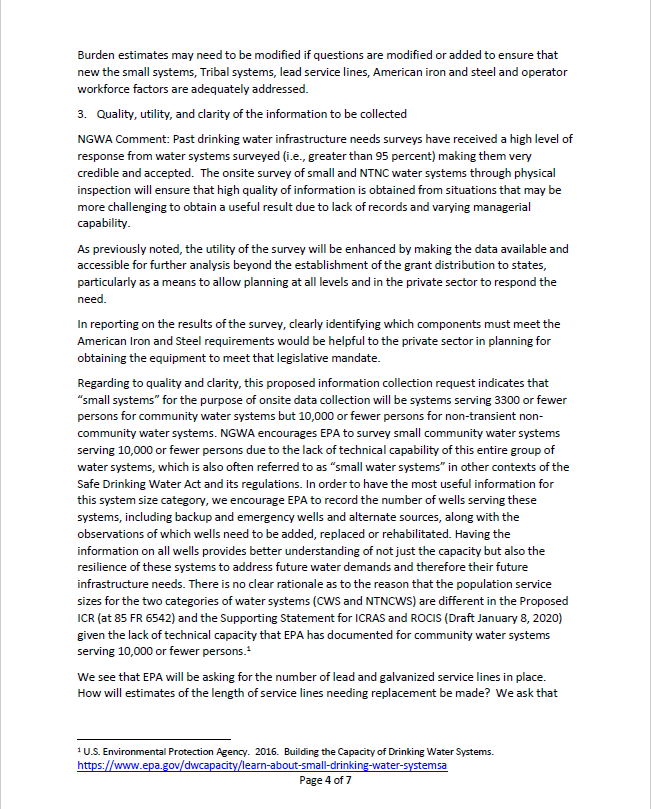 Burden estimates may need to be modified if questions are modified or added to ensure that
new the small systems, Tribal systems, lead service lines, American iron and steel and operator
workforce factors are adequately addressed.
3. Quality, utility, and clarity of the information to be collected
NGWA Comment: Past drinking water infrastructure needs surveys have received a high level of
response from water systems surveyed (i.e., greater than 95 percent) making them very
credible and accepted. The onsite survey of small and NTNC water systems through physical
inspection will ensure that high quality of information is obtained from situations that may be
more challenging to obtain a useful result due to lack of records and varying managerial
capability.
As previously noted, the utility of the survey will be enhanced by making the data available and
accessible for further analysis beyond the establishment of the grant distribution to states,
particularly as a means to allow planning at all levels and in the private sector to respond the
need.
In reporting on the results of the survey, clearly identifying which components must meet the
American Iron and Steel requirements would be helpful to the private sector in planning for
obtaining the equipment to meet that legislative mandate.
Regarding to quality and clarity, this proposed information collection request indicates that
“small systems” for the purpose of onsite data collection will be systems serving 3300 or fewer
persons for community water systems but 10,000 or fewer persons for non-transient non-
community water systems. NGWA encourages EPA to survey small community water systems
serving 10,000 or fewer persons due to the lack of technical capability of this entire group of
water systems, which is also often referred to as “small water systems” in other contexts of the
Safe Drinking Water Act and its regulations. In order to have the most useful information for
this system size category, we encourage EPA to record the number of wells serving these
systems, including backup and emergency wells and alternate sources, along with the
observations of which wells need to be added, replaced or rehabilitated. Having the
information on all wells provides better understanding of not just the capacity but also the
resilience of these systems to address future water demands and therefore their future
infrastructure needs. There is no clear rationale as to the reason that the population service
sizes for the two categories of water systems (CWS and NTNCWS) are different in the Proposed
ICR (at 85 FR 6542) and the Supporting Statement for ICRAS and ROCIS (Draft January 8, 2020)
given the lack of technical capacity that EPA has documented for community water systems
serving 10,000 or fewer persons.¹
We see that EPA will be asking for the number of lead and galvanized service lines in place.
How will estimates of the length of service lines needing replacement be made? We ask that
¹ U.S. Environmental Protection Agency. 2016. Building the Capacity of Drinking Water Systems.
https://www.epa.gov/dwcapacity/learn-about-small-drinking-water-systemsa
Page 4 of 7